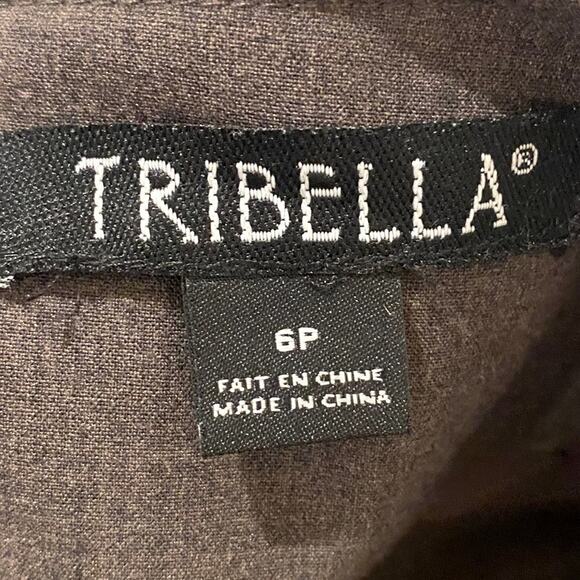 TRIBELLA®
6P
FAIT EN CHINE
MADE IN CHINA